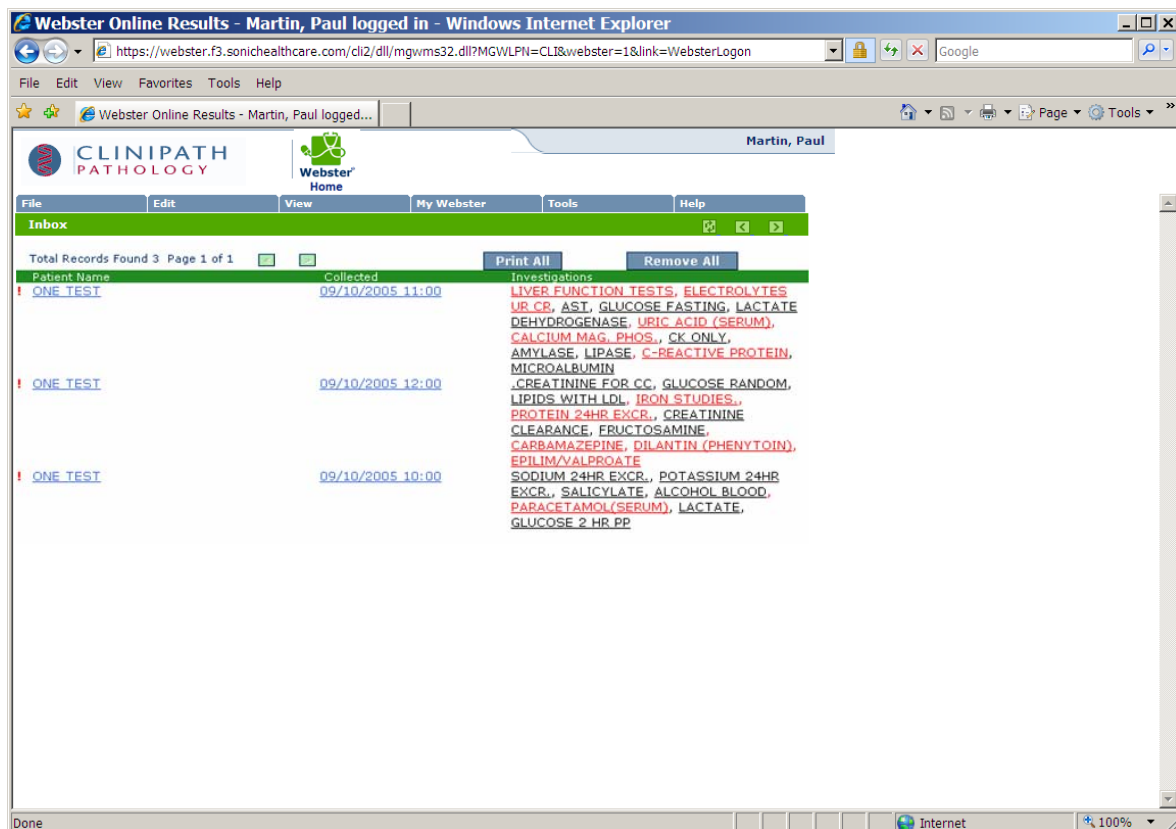 Webster Online Results - Martin, Paul logged in - Windows Internet Explorer
https://webster.f3.sonichealthcare.com/cli2/dll/mgwms32.dll?MGWLPN=CLI&webster=1&link=WebsterLogon
Google
File Edit View Favorites Tools Help
Webster Online Results - Martin, Paul logged...
Page Tools »
CLINIPATH
PATHOLOGY
Webster
Home
Martin, Paul
File Edit View My Webster Tools Help
Inbox
Total Records Found 3 Page 1 of 1 Print All Remove All
Patient Name Collected Investigations
! ONE TEST 09/10/2005 11:00 LIVER FUNCTION TESTS, ELECTROLYTES
UR CR, AST, GLUCOSE FASTING, LACTATE
DEHYDROGENASE, URIC ACID (SERUM),
CALCIUM MAG. PHOS., CK ONLY,
AMYLASE, LIPASE, C-REACTIVE PROTEIN,
MICROALBUMIN
! ONE TEST 09/10/2005 12:00 .CREATININE FOR CC, GLUCOSE RANDOM,
LIPIDS WITH LDL, IRON STUDIES.,
PROTEIN 24HR EXCR., CREATININE
CLEARANCE, FRUCTOSAMINE,
CARBAMAZEPINE, DILANTIN (PHENYTOIN),
EPILIM/VALPROATE
! ONE TEST 09/10/2005 10:00 SODIUM 24HR EXCR., POTASSIUM 24HR
EXCR., SALICYLATE, ALCOHOL BLOOD,
PARACETAMOL(SERUM), LACTATE,
GLUCOSE 2 HR PP
Done Internet 100%